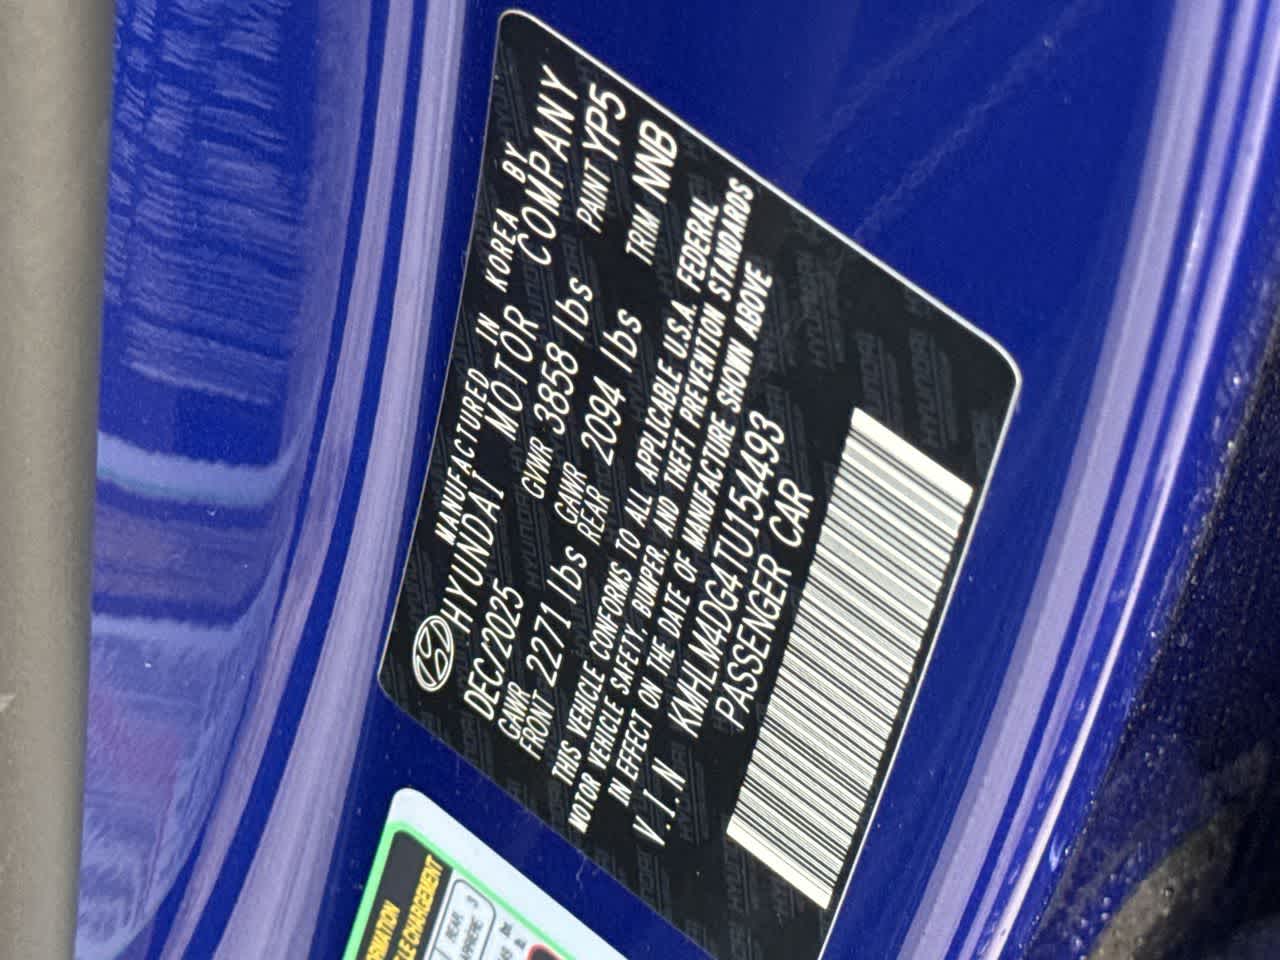 MANUFACTURED IN KOREA BY
HYUNDAI MOTOR COMPANY
DEC/2025 GVWR 3858 lbs PAINT YP5
GAWR FRONT 2271 lbs GAWR REAR 2094 lbs TRIM NNB
THIS VEHICLE CONFORMS TO ALL APPLICABLE U.S.A. FEDERAL
MOTOR VEHICLE SAFETY, BUMPER, AND THEFT PREVENTION STANDARDS
IN EFFECT ON THE DATE OF MANUFACTURE SHOWN ABOVE
V.I.N KMHLM4DG4TU154493
PASSENGER CAR
REAR 3